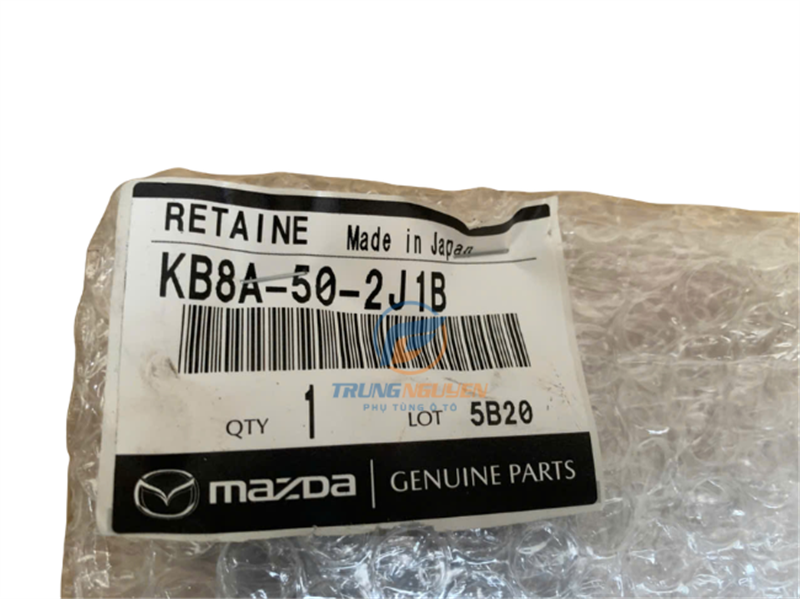 RETAINE Made in Japan
KB8A-50-2J1B
TRUNG NGUYEN
PHỤ TÙNG Ô TÔ
QTY 1 LOT 5B20
mazda GENUINE PARTS